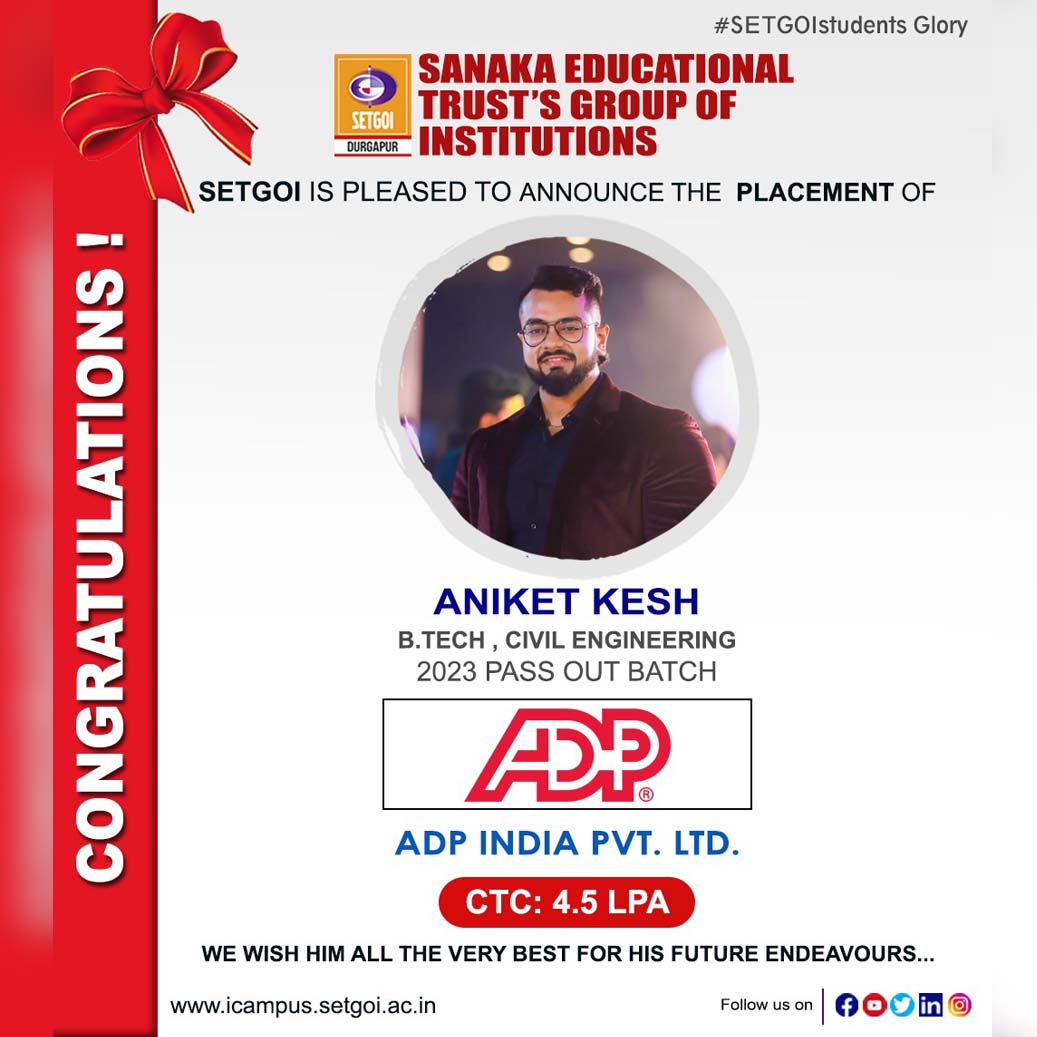 #SETGOIstudents Glory
SETGOI
DURGAPUR
SANAKA EDUCATIONAL
TRUST'S GROUP OF
INSTITUTIONS
SETGOI IS PLEASED TO ANNOUNCE THE PLACEMENT OF
CONGRATULATIONS !
ANIKET KESH
B.TECH , CIVIL ENGINEERING
2023 PASS OUT BATCH
ADP®
ADP INDIA PVT. LTD.
CTC: 4.5 LPA
WE WISH HIM ALL THE VERY BEST FOR HIS FUTURE ENDEAVOURS...
www.icampus.setgoi.ac.in
Follow us on